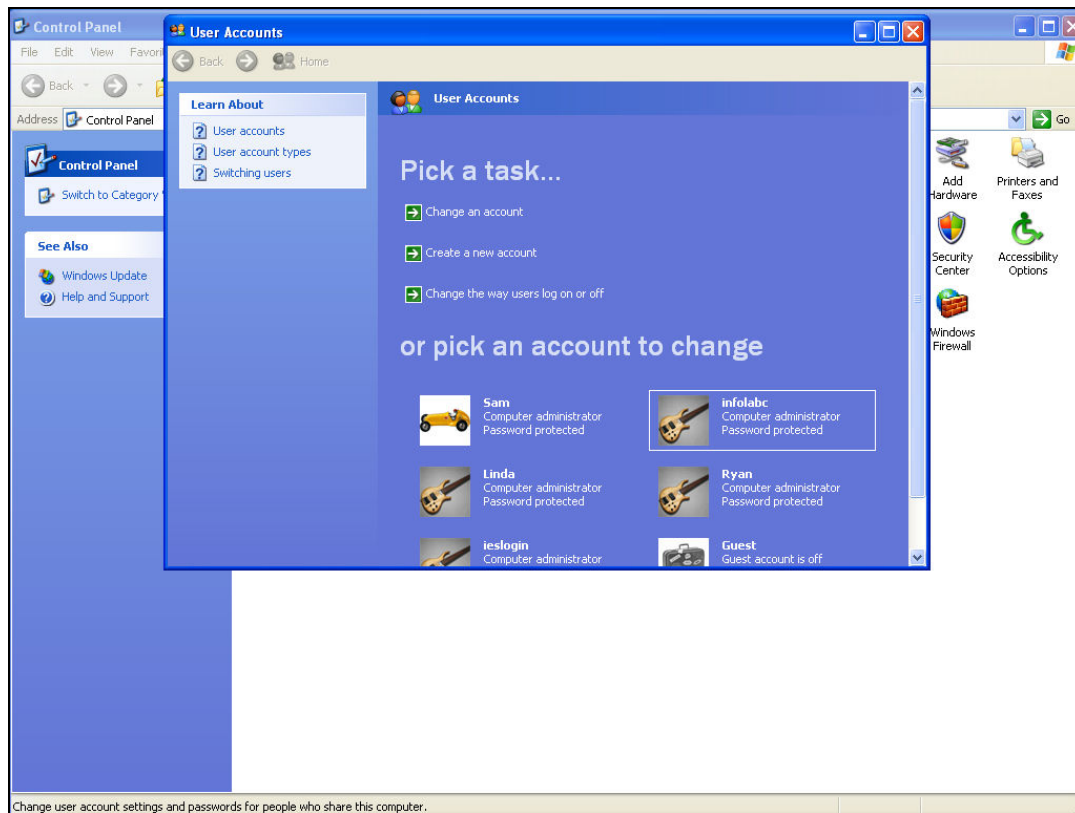 Control Panel
File Edit View
Back
Address Control Panel
Go
Control Panel
Switch to Category
See Also
Windows Update
Help and Support
User Accounts
Back Home
Learn About
User accounts
User account types
Switching users
User Accounts
Pick a task...
Change an account
Create a new account
Change the way users log on or off
or pick an account to change
Sam
Computer administrator
Password protected
infolabc
Computer administrator
Password protected
Linda
Computer administrator
Password protected
Ryan
Computer administrator
Password protected
ieslogin
Computer administrator
Guest
Guest account is off
Add
Hardware
Printers and
Faxes
Security
Center
Accessibility
Options
Windows
Firewall
Change user account settings and passwords for people who share this computer.